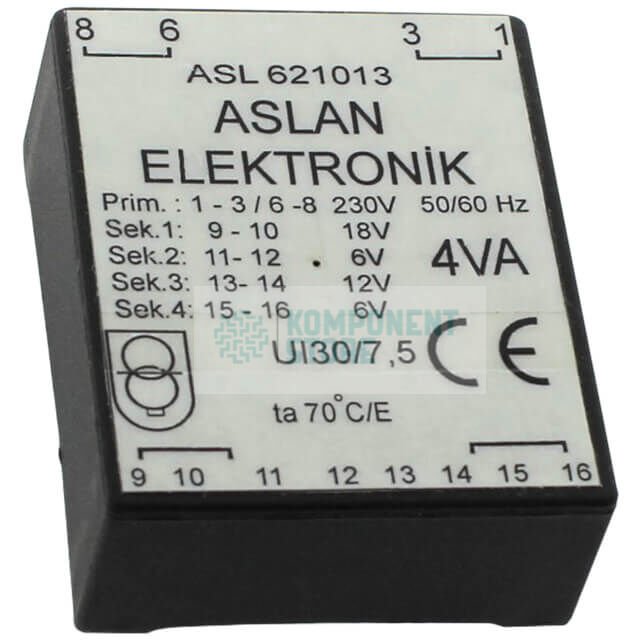 8 6 3 1
ASL 621013
ASLAN
ELEKTRONİK
Prim. : 1 - 3 / 6 -8 230V 50/60 Hz
Sek.1: 9 - 10 18V
Sek.2: 11- 12 . 6V 4VA
Sek.3: 13- 14 12V
Sek.4: 15 - 16 6V
KOMPONENT
STORE
UI30/7,5 CE
ta 70°C/E
9 10 11 12 13 14 15 16